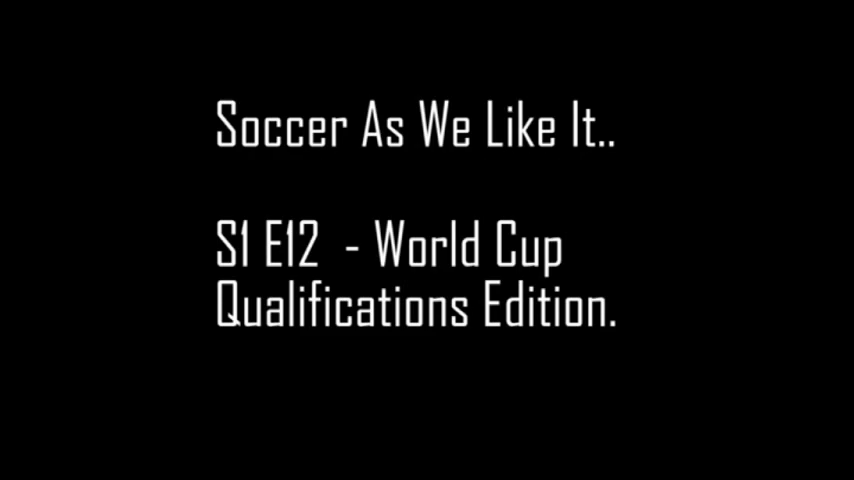 Soccer As We Like It..
S1 E12 - World Cup
Qualifications Edition.